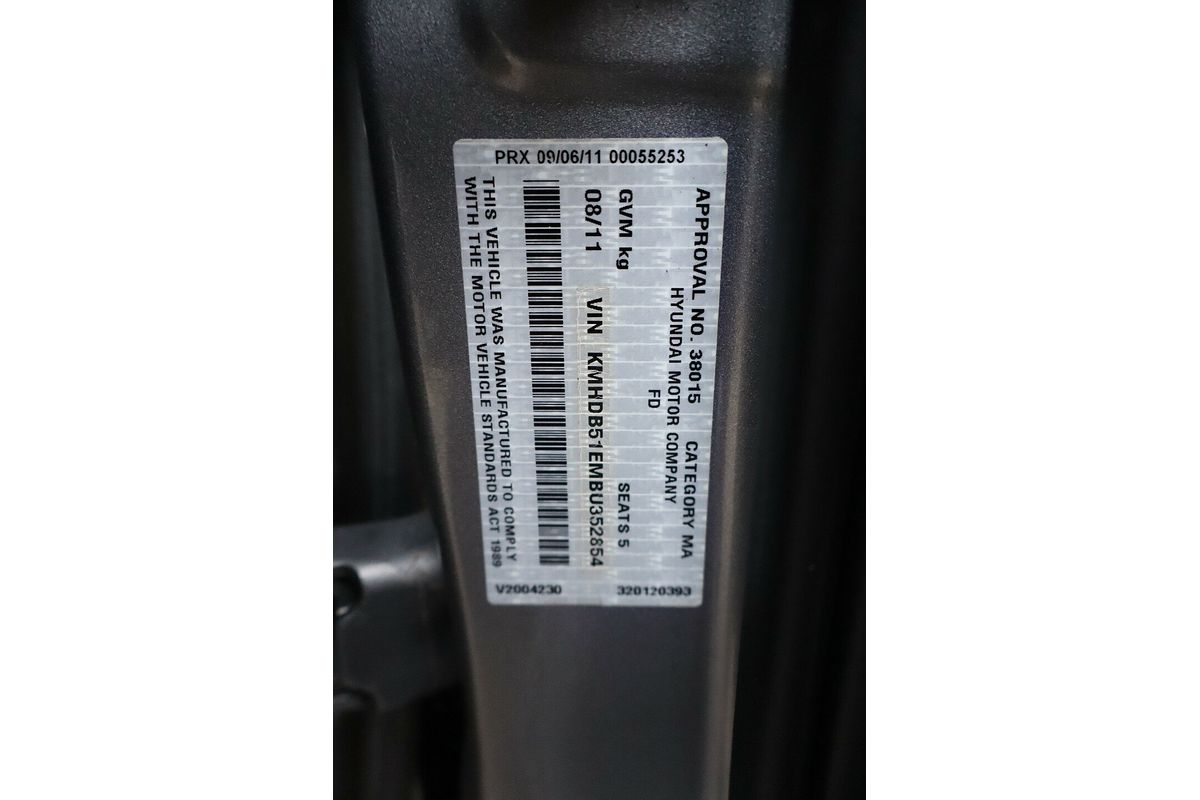 PRX 09/06/11 00055253
APPROVAL NO. 38015 CATEGORY MA
HYUNDAI MOTOR COMPANY
FD
GVM kg SEATS 5
08/11 VIN KMHDB51EMBU352854
THIS VEHICLE WAS MANUFACTURED TO COMPLY
WITH THE MOTOR VEHICLE STANDARDS ACT 1989
V2004230 320120393